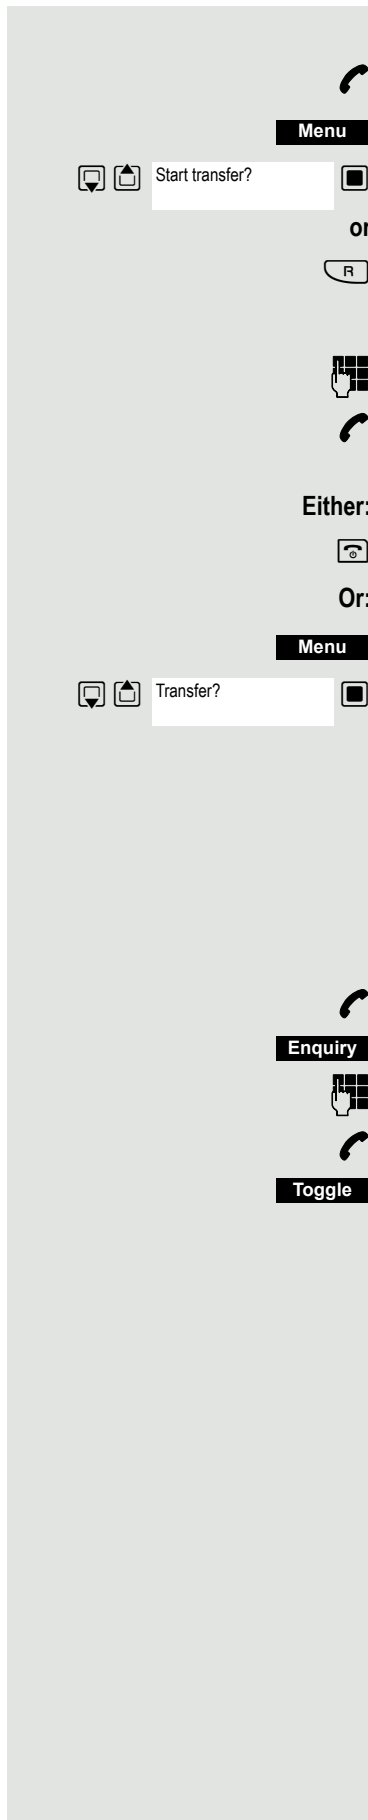 Menu
Start transfer?
or
R
Either:
Or:
Menu
Transfer?
Enquiry
Toggle